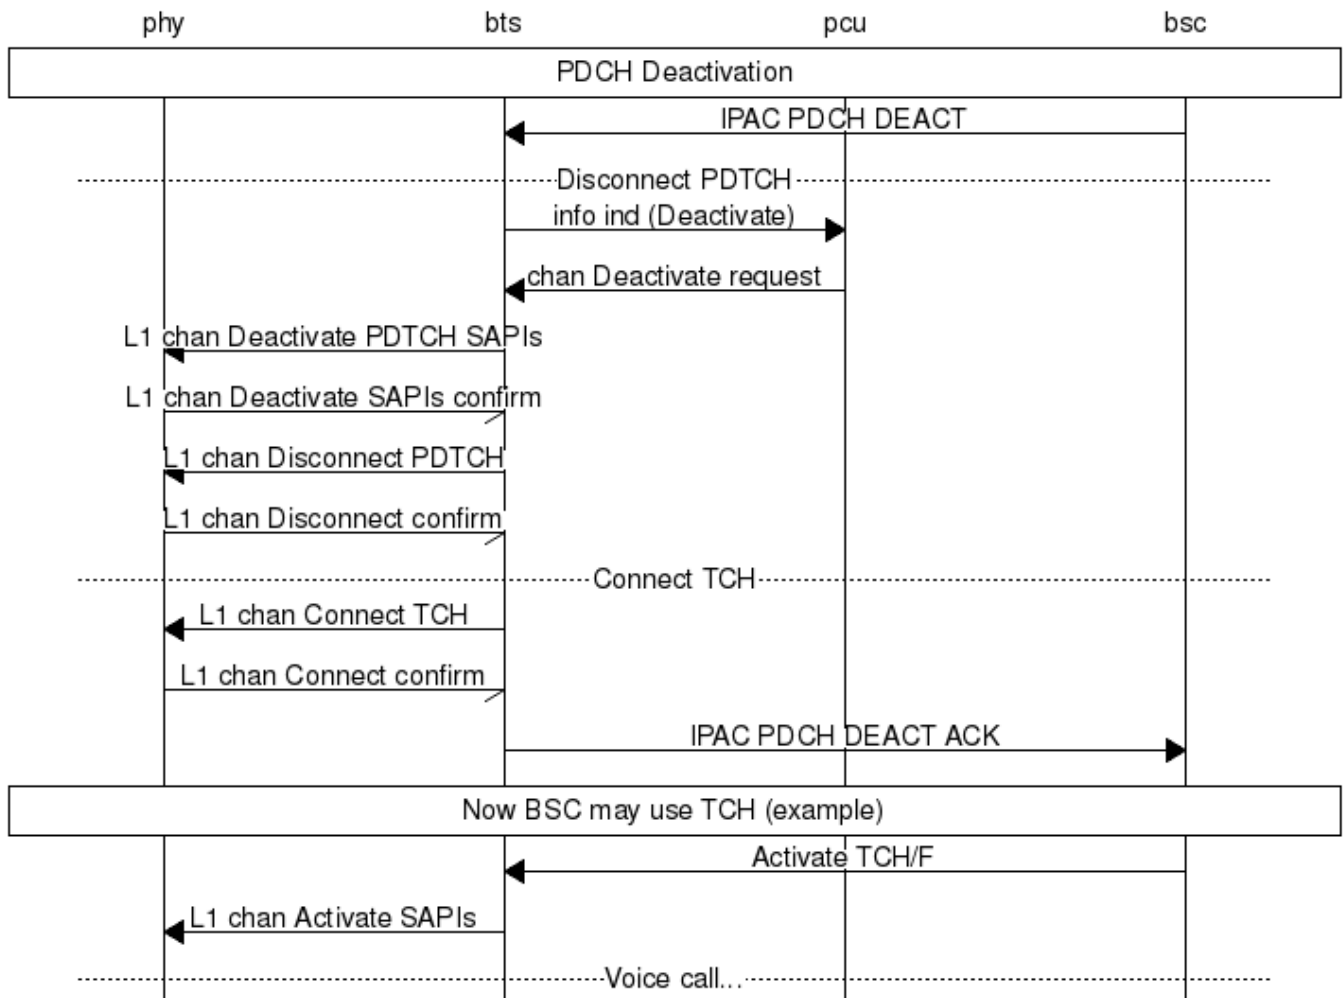 phy bts pcu bsc
PDCH Deactivation
IPAC PDCH DEACT
Disconnect PDTCH
info ind (Deactivate)
chan Deactivate request
L1 chan Deactivate PDTCH SAPIs
L1 chan Deactivate SAPIs confirm
L1 chan Disconnect PDTCH
L1 chan Disconnect confirm
Connect TCH
L1 chan Connect TCH
L1 chan Connect confirm
IPAC PDCH DEACT ACK
Now BSC may use TCH (example)
Activate TCH/F
L1 chan Activate SAPIs
Voice call...